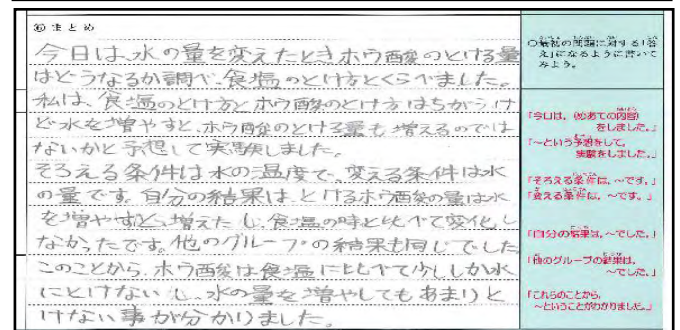 ⑥まとめ
今日は、水の量を変えたときホウ酸のとける量
はどうなるか調べ、食塩のとけ方とくらべました。
私は、食塩のとけ方とホウ酸のとけ方はちがうけ
ど水を増やすと、ホウ酸のとける量も増えるのでは
ないかと予想して実験しました。
そろえる条件は水の温度で、変える条件は水
の量です。自分の結果は、とけるホウ酸の量は水
を増やすと、増えたし、食塩の時と比べて変化し
なかったです。他のグループの結果も同じでした
このことから、ホウ酸は食塩に比べて少ししか水
にとけないし、水の量を増やしてもあまりと
けない事が分かりました。
○最初の問題に対する「答
え」になるように書いて
みよう。
「今日は、(めあての内容)
をしました。」
「~という予想をして、
実験をしました。」
「そろえる条件は、~です。」
「変える条件は、~です。」
「自分の結果は、~でした。」
「他のグループの結果は、
~でした。」
「これらのことから、
~ということがわかりました。」